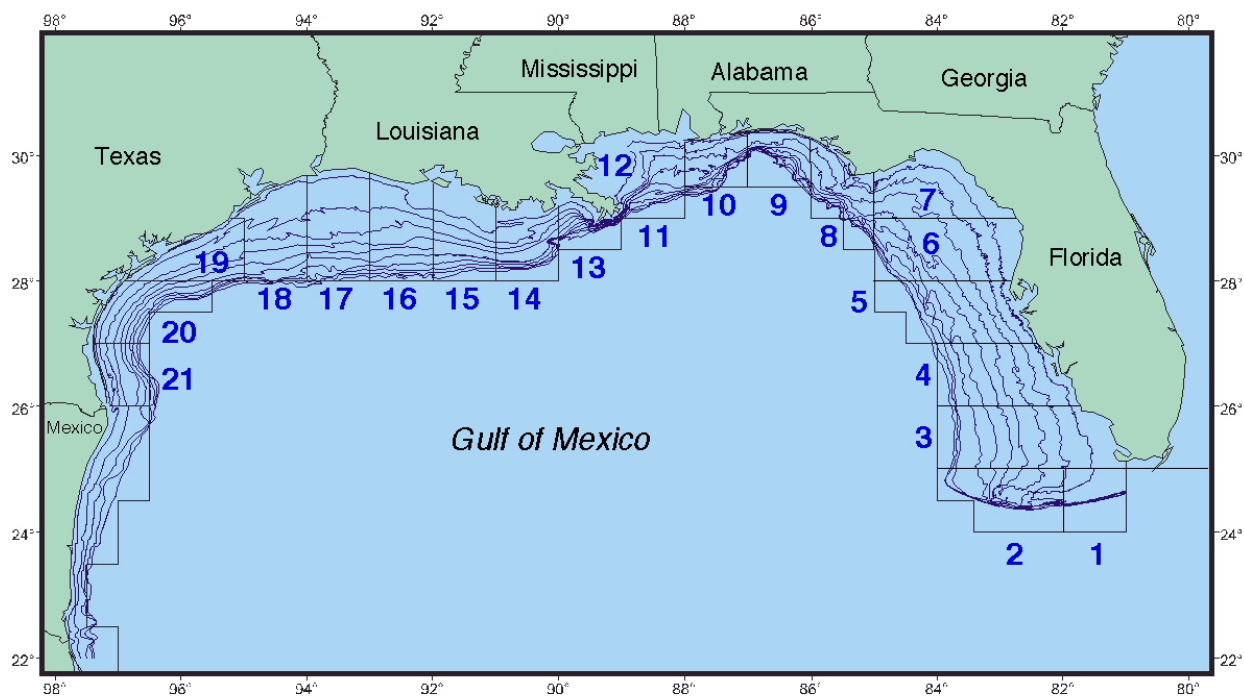 98° 96° 94° 92° 90° 88° 86° 84° 82° 80°
Mississippi Alabama Georgia
Louisiana
Texas
30° 12 30°
7
10 9
11 8 6
13 Florida
19
28° 28°
18 17 16 15 14 5
20
21 4
26° 26°
Mexico
Gulf of Mexico 3
24° 24°
2 1
22° 22°
98° 96° 94° 92° 90° 88° 86° 84° 82° 80°